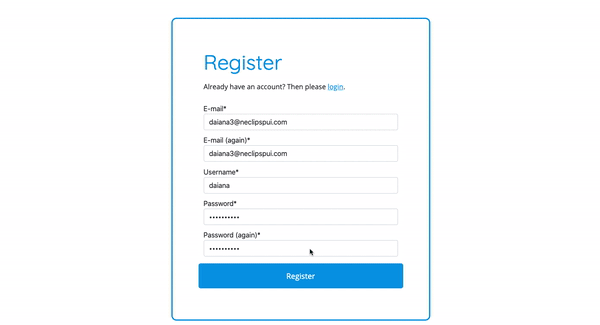 Register
Already have an account? Then please login.
E-mail*
daiana3@neclipspui.com
E-mail (again)*
daiana3@neclipspui.com
Username*
daiana
Password*
••••••••••
Password (again)*
••••••••••
Register